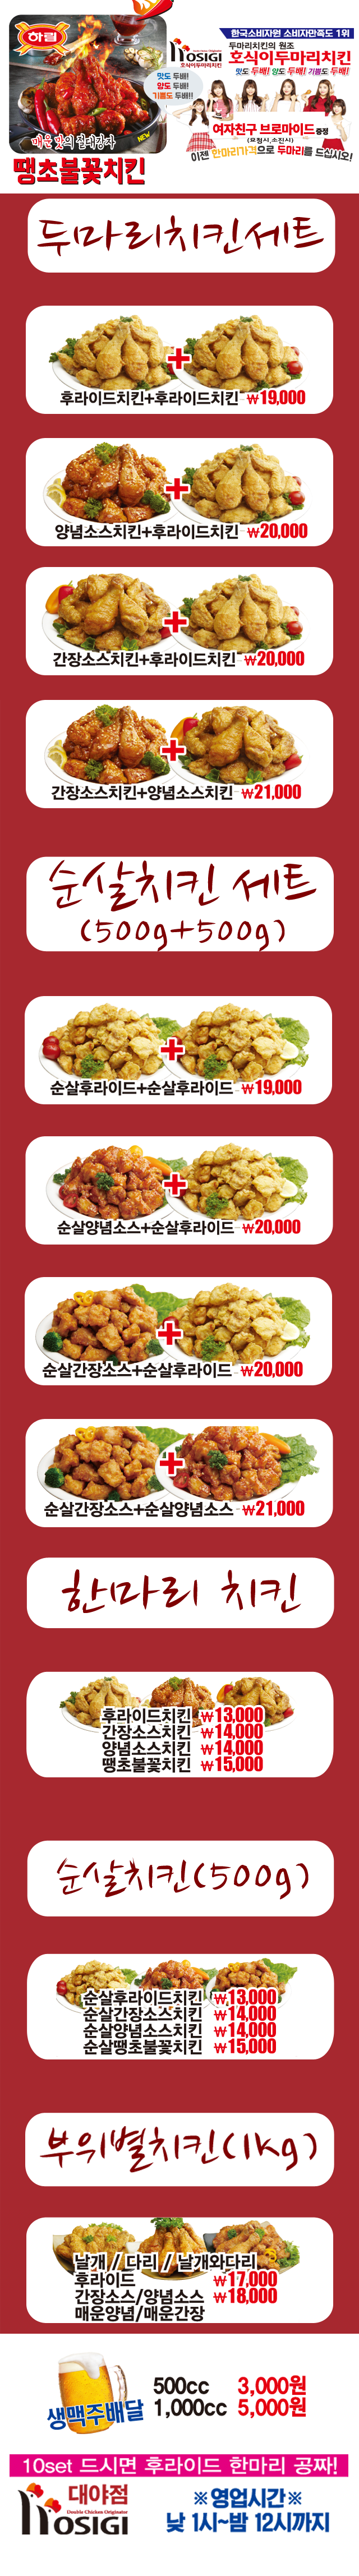 하림
매운 맛의 절대강자
NEW
땡초불꽃치킨
맛도 두배!
양도 두배!
기쁨도 두배!!
한국소비자원 소비자만족도 1위
두마리치킨의 원조
호식이두마리치킨
HOSIGI
호식이두마리치킨
맛도 두배! 양도 두배! 기쁨도 두배!
여자친구 브로마이드 증정
(요청시,소진시)
이젠 한마리가격으로 두마리를 드십시오!
두마리치킨세트
후라이드치킨+후라이드치킨 ₩19,000
양념소스치킨+후라이드치킨 ₩20,000
간장소스치킨+후라이드치킨 ₩20,000
간장소스치킨+양념소스치킨 ₩21,000
순살치킨 세트
(500g+500g)
순살후라이드+순살후라이드 ₩19,000
순살양념소스+순살후라이드 ₩20,000
순살간장소스+순살후라이드 ₩20,000
순살간장소스+순살양념소스 ₩21,000
한마리 치킨
후라이드치킨 ₩13,000
간장소스치킨 ₩14,000
양념소스치킨 ₩14,000
땡초불꽃치킨 ₩15,000
순살치킨(500g)
순살후라이드치킨 ₩13,000
순살간장소스치킨 ₩14,000
순살양념소스치킨 ₩14,000
순살땡초불꽃치킨 ₩15,000
부위별치킨(1kg)
날개 / 다리 / 날개와다리
후라이드 ₩17,000
간장소스/양념소스 ₩18,000
매운양념/매운간장
생맥주배달
500cc 3,000원
1,000cc 5,000원
10set 드시면 후라이드 한마리 공짜!
대야점
Double Chicken Originator
HOSIGI
※영업시간※
낮 1시~밤 12시까지